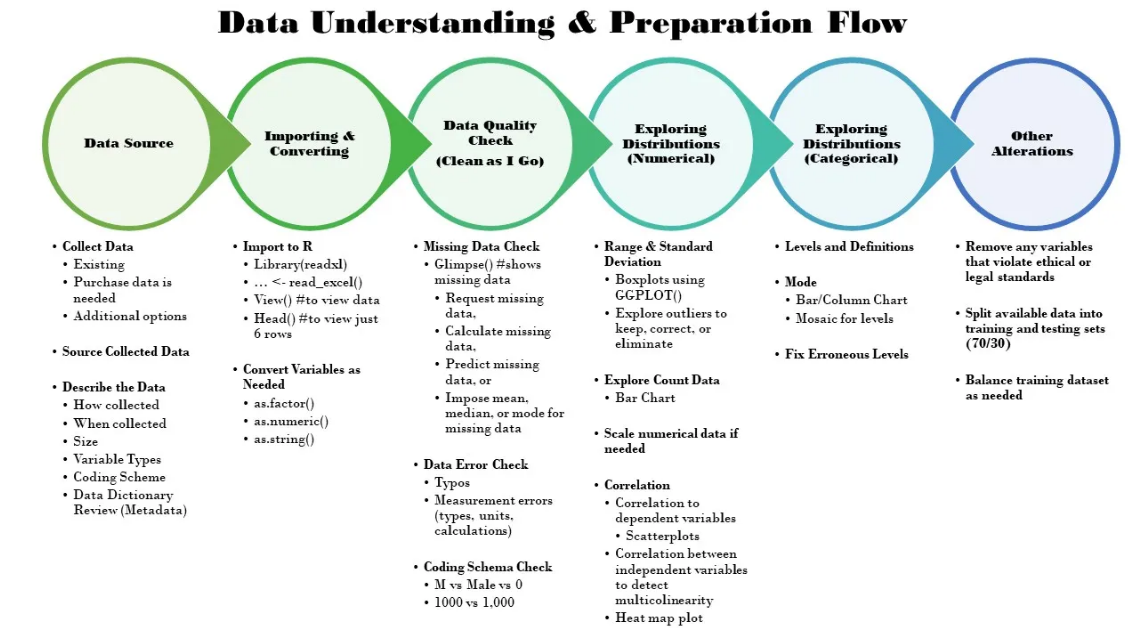 Data Understanding & Preparation Flow
Data Source
• Collect Data
• Existing
• Purchase data is
needed
• Additional options
• Source Collected Data
• Describe the Data
• How collected
• When collected
• Size
• Variable Types
• Coding Scheme
• Data Dictionary
Review (Metadata)
Importing &
Converting
• Import to R
• Library(readxl)
• … <- read_excel()
• View() #to view data
• Head() #to view just
6 rows
• Convert Variables as
Needed
• as.factor()
• as.numeric()
• as.string()
Data Quality
Check
(Clean as I Go)
• Missing Data Check
• Glimpse() #shows
missing data
• Request missing
data,
• Calculate missing
data,
• Predict missing
data, or
• Impose mean,
median, or mode for
missing data
• Data Error Check
• Typos
• Measurement errors
(types, units,
calculations)
• Coding Schema Check
• M vs Male vs 0
• 1000 vs 1,000
Exploring
Distributions
(Numerical)
• Range & Standard
Deviation
• Boxplots using
GGPLOT()
• Explore outliers to
keep, correct, or
eliminate
• Explore Count Data
• Bar Chart
• Scale numerical data if
needed
• Correlation
• Correlation to
dependent variables
• Scatterplots
• Correlation between
independent variables
to detect
multicolinearity
• Heat map plot
Exploring
Distributions
(Categorical)
• Levels and Definitions
• Mode
• Bar/Column Chart
• Mosaic for levels
• Fix Erroneous Levels
Other
Alterations
• Remove any variables
that violate ethical or
legal standards
• Split available data into
training and testing sets
(70/30)
• Balance training dataset
as needed